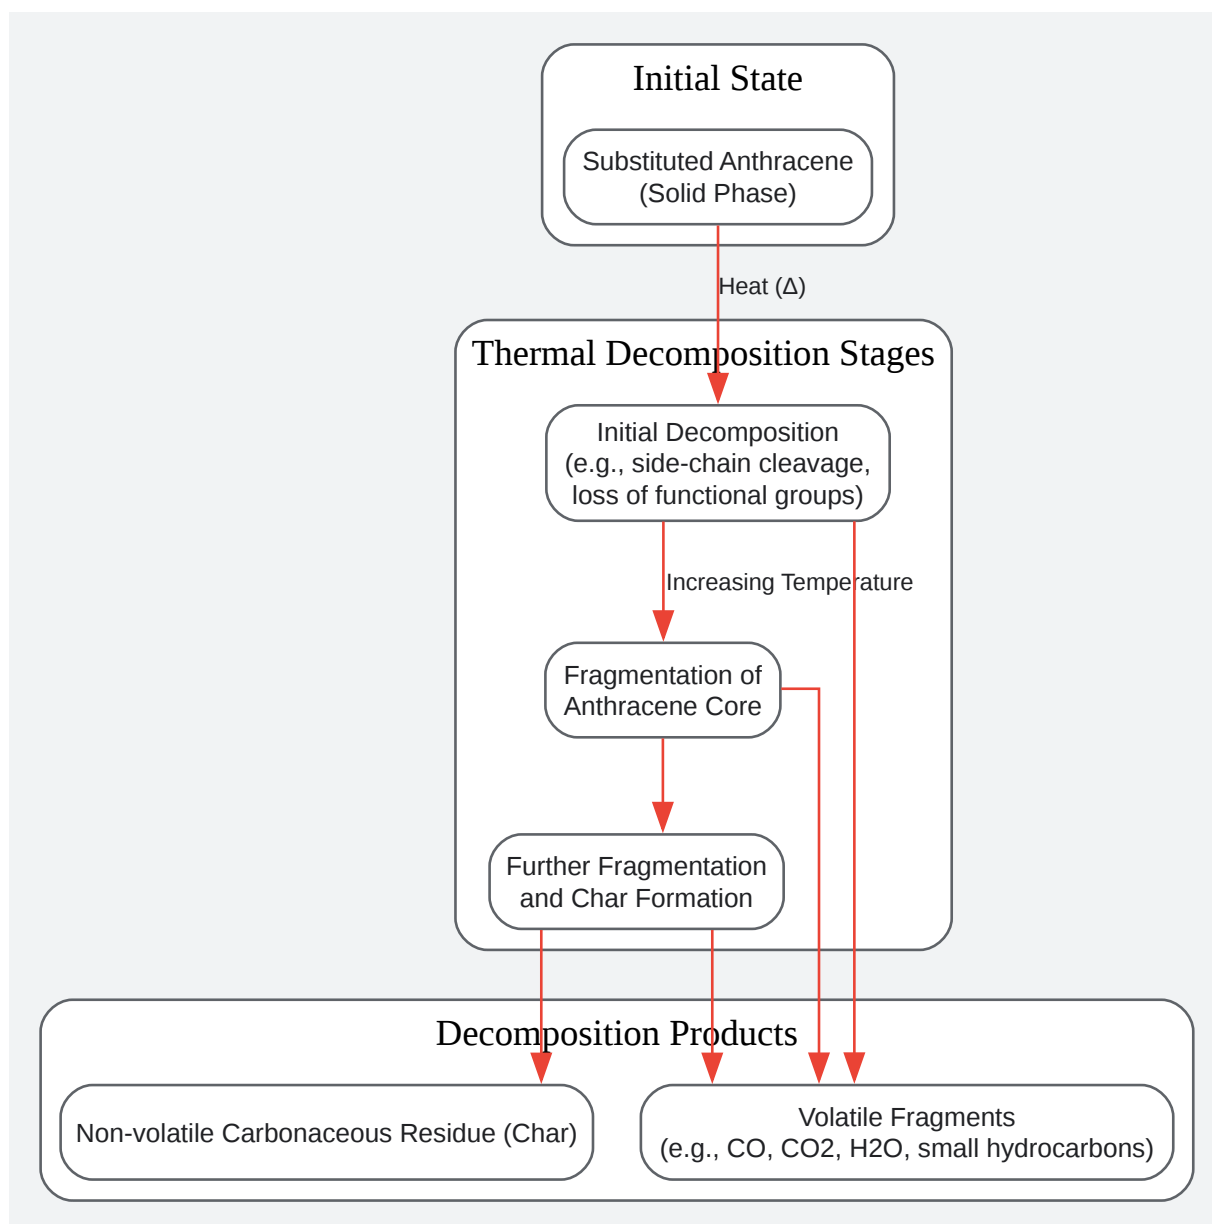 Initial State
Substituted Anthracene
(Solid Phase)
Heat (Δ)
Thermal Decomposition Stages
Initial Decomposition
(e.g., side-chain cleavage,
loss of functional groups)
Increasing Temperature
Fragmentation of
Anthracene Core
Further Fragmentation
and Char Formation
Decomposition Products
Non-volatile Carbonaceous Residue (Char)
Volatile Fragments
(e.g., CO, CO2, H2O, small hydrocarbons)